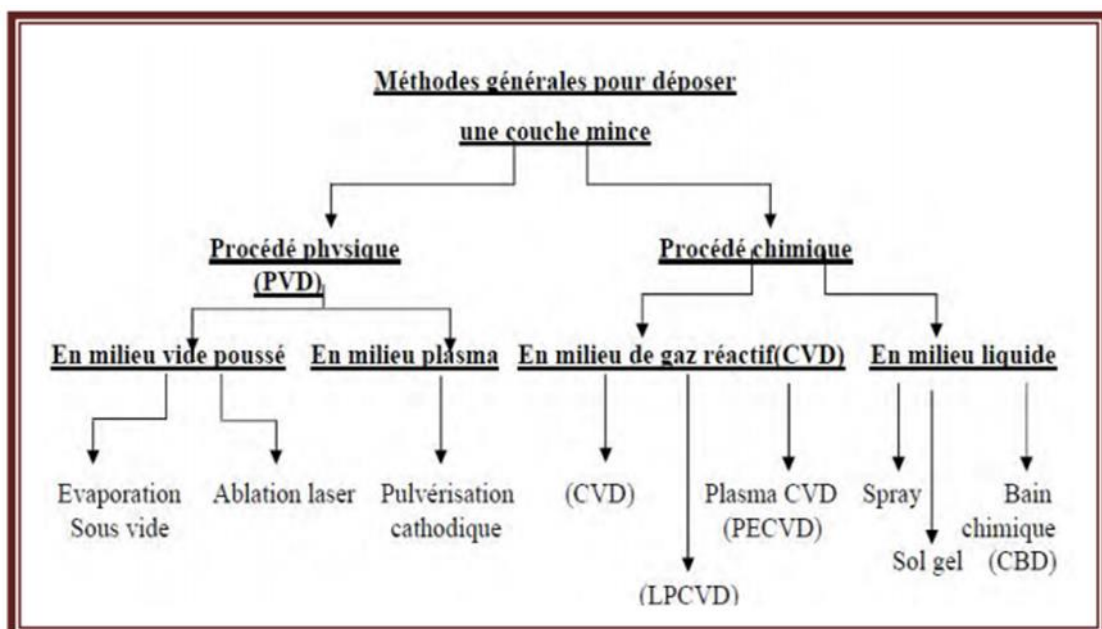 Méthodes générales pour déposer
une couche mince
Procédé physique
(PVD)
Procédé chimique
En milieu vide poussé
En milieu plasma
En milieu de gaz réactif(CVD)
En milieu liquide
Evaporation
Sous vide
Ablation laser
Pulvérisation
cathodique
(CVD)
(LPCVD)
Plasma CVD
(PECVD)
Spray
Sol gel
Bain
chimique
(CBD)